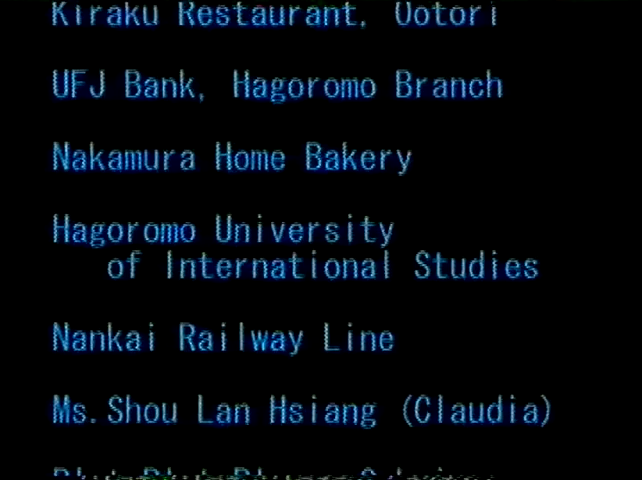 Kiraku Restaurant, Ootori
UFJ Bank, Hagoromo Branch
Nakamura Home Bakery
Hagoromo University
of International Studies
Nankai Railway Line
Ms.Shou Lan Hsiang (Claudia)